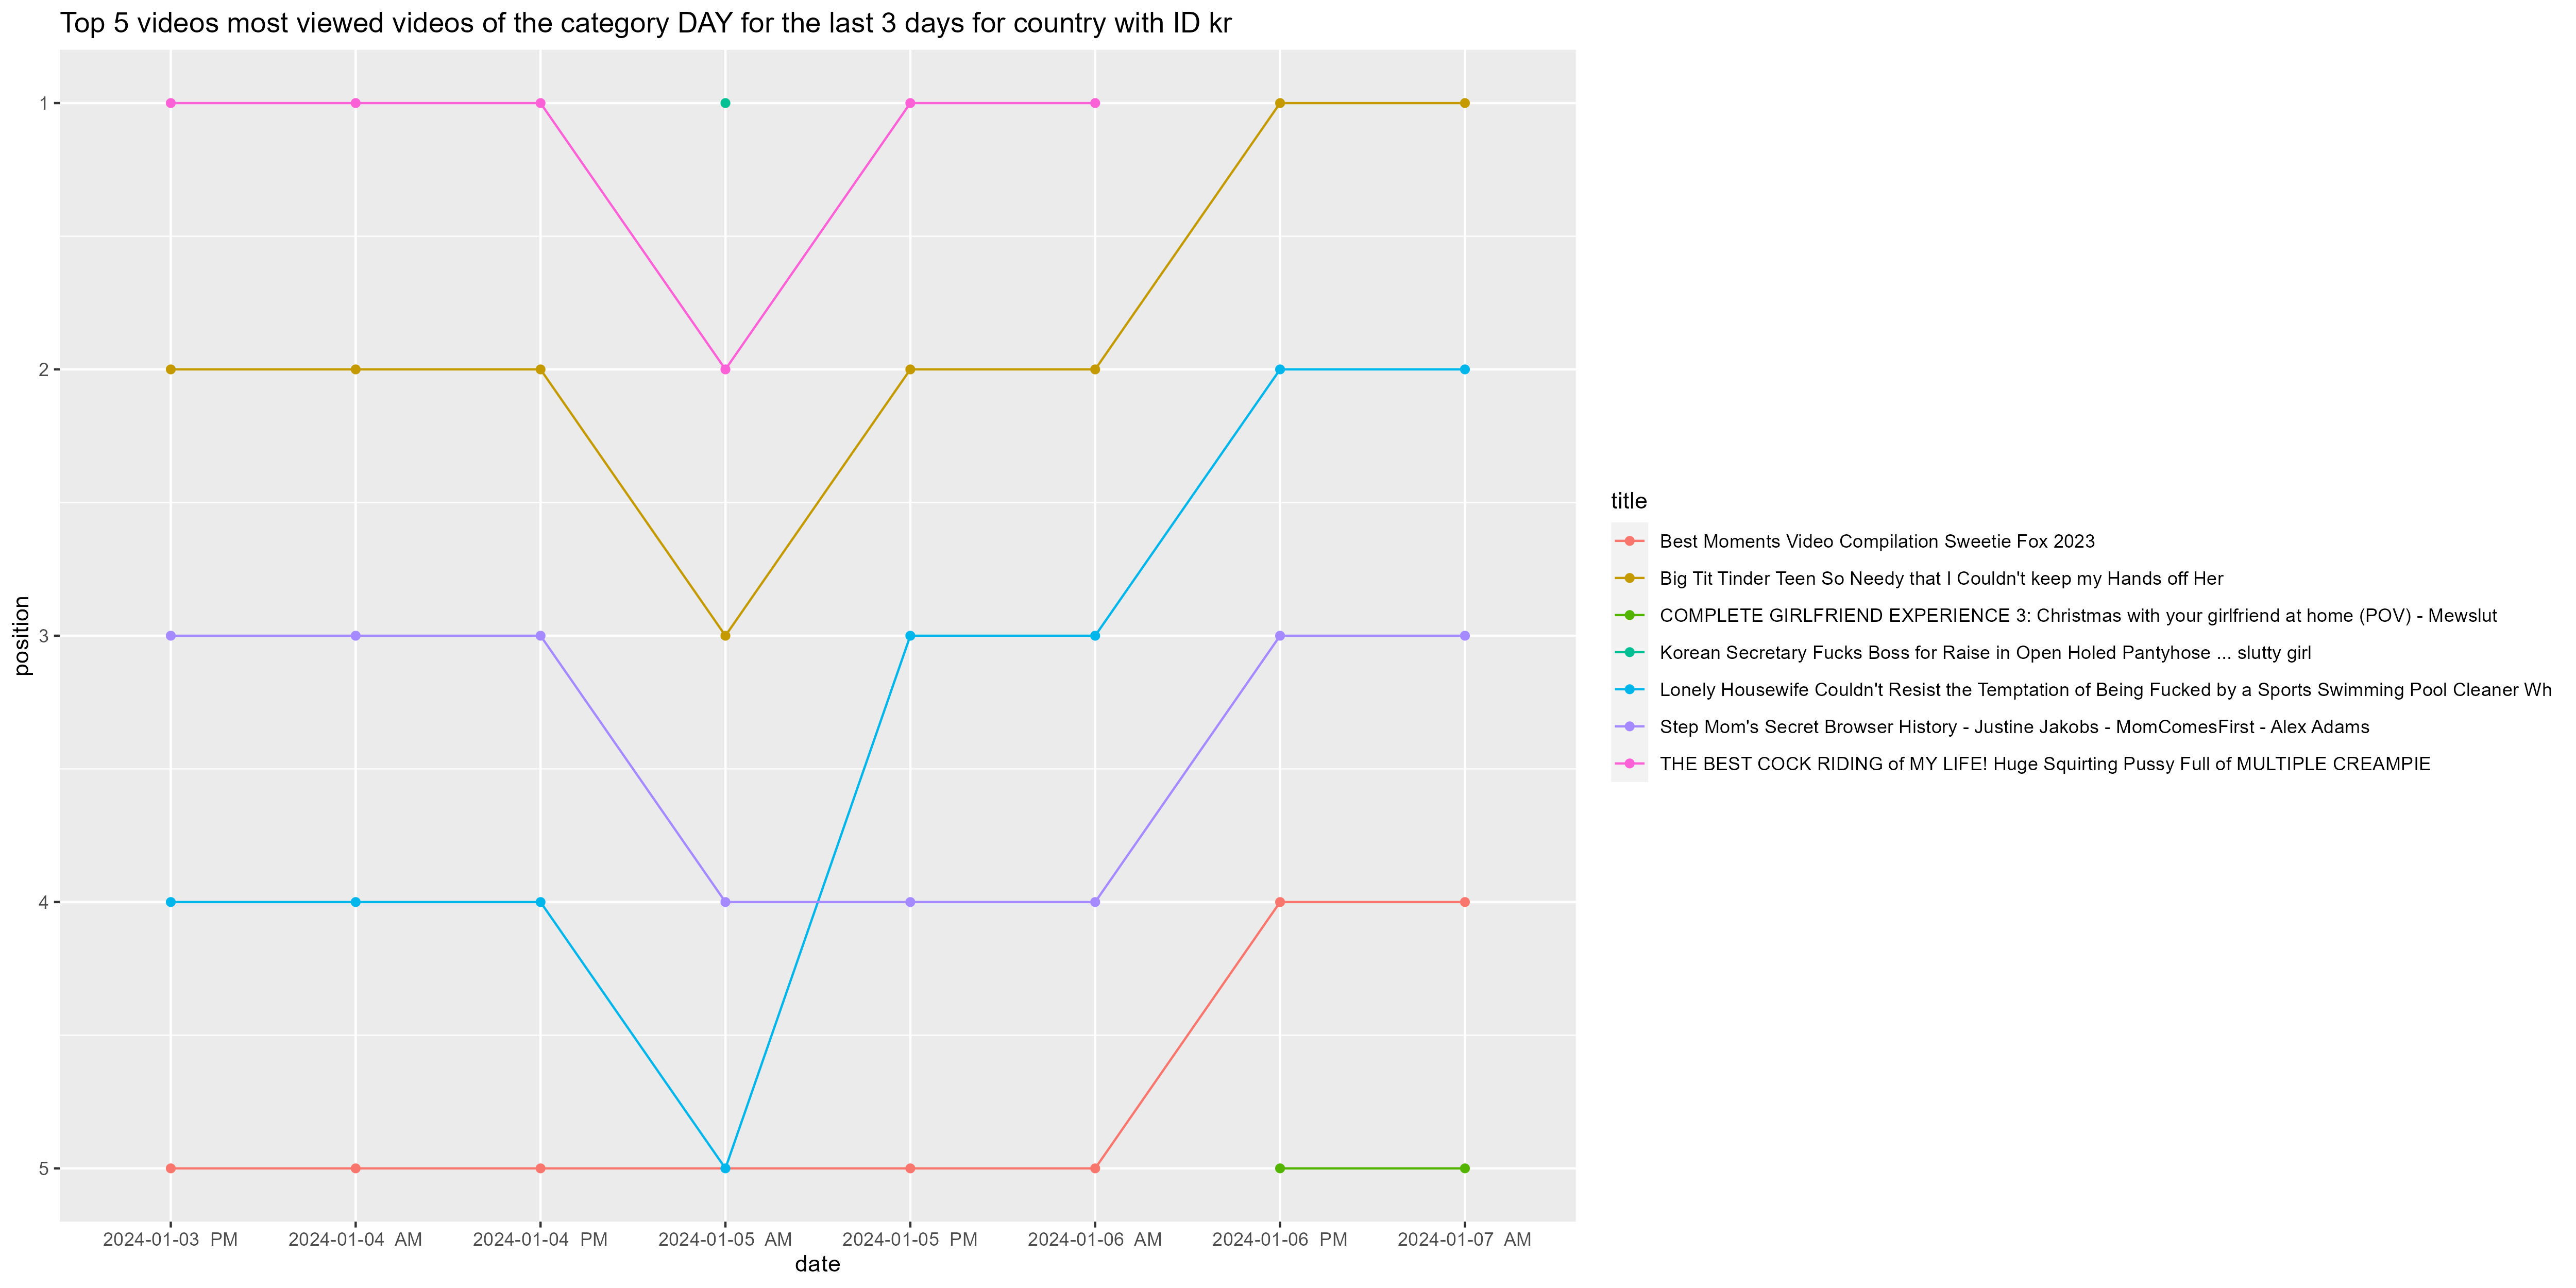 Top 5 videos most viewed videos of the category DAY for the last 3 days for country with ID kr
position
1
2
3
4
5
2024-01-03 PM
2024-01-04 AM
2024-01-04 PM
2024-01-05 AM
2024-01-05 PM
2024-01-06 AM
2024-01-06 PM
2024-01-07 AM
date
title
Best Moments Video Compilation Sweetie Fox 2023
Big Tit Tinder Teen So Needy that I Couldn't keep my Hands off Her
COMPLETE GIRLFRIEND EXPERIENCE 3: Christmas with your girlfriend at home (POV) - Mewslut
Korean Secretary Fucks Boss for Raise in Open Holed Pantyhose ... slutty girl
Lonely Housewife Couldn't Resist the Temptation of Being Fucked by a Sports Swimming Pool Cleaner Wh
Step Mom's Secret Browser History - Justine Jakobs - MomComesFirst - Alex Adams
THE BEST COCK RIDING of MY LIFE! Huge Squirting Pussy Full of MULTIPLE CREAMPIE